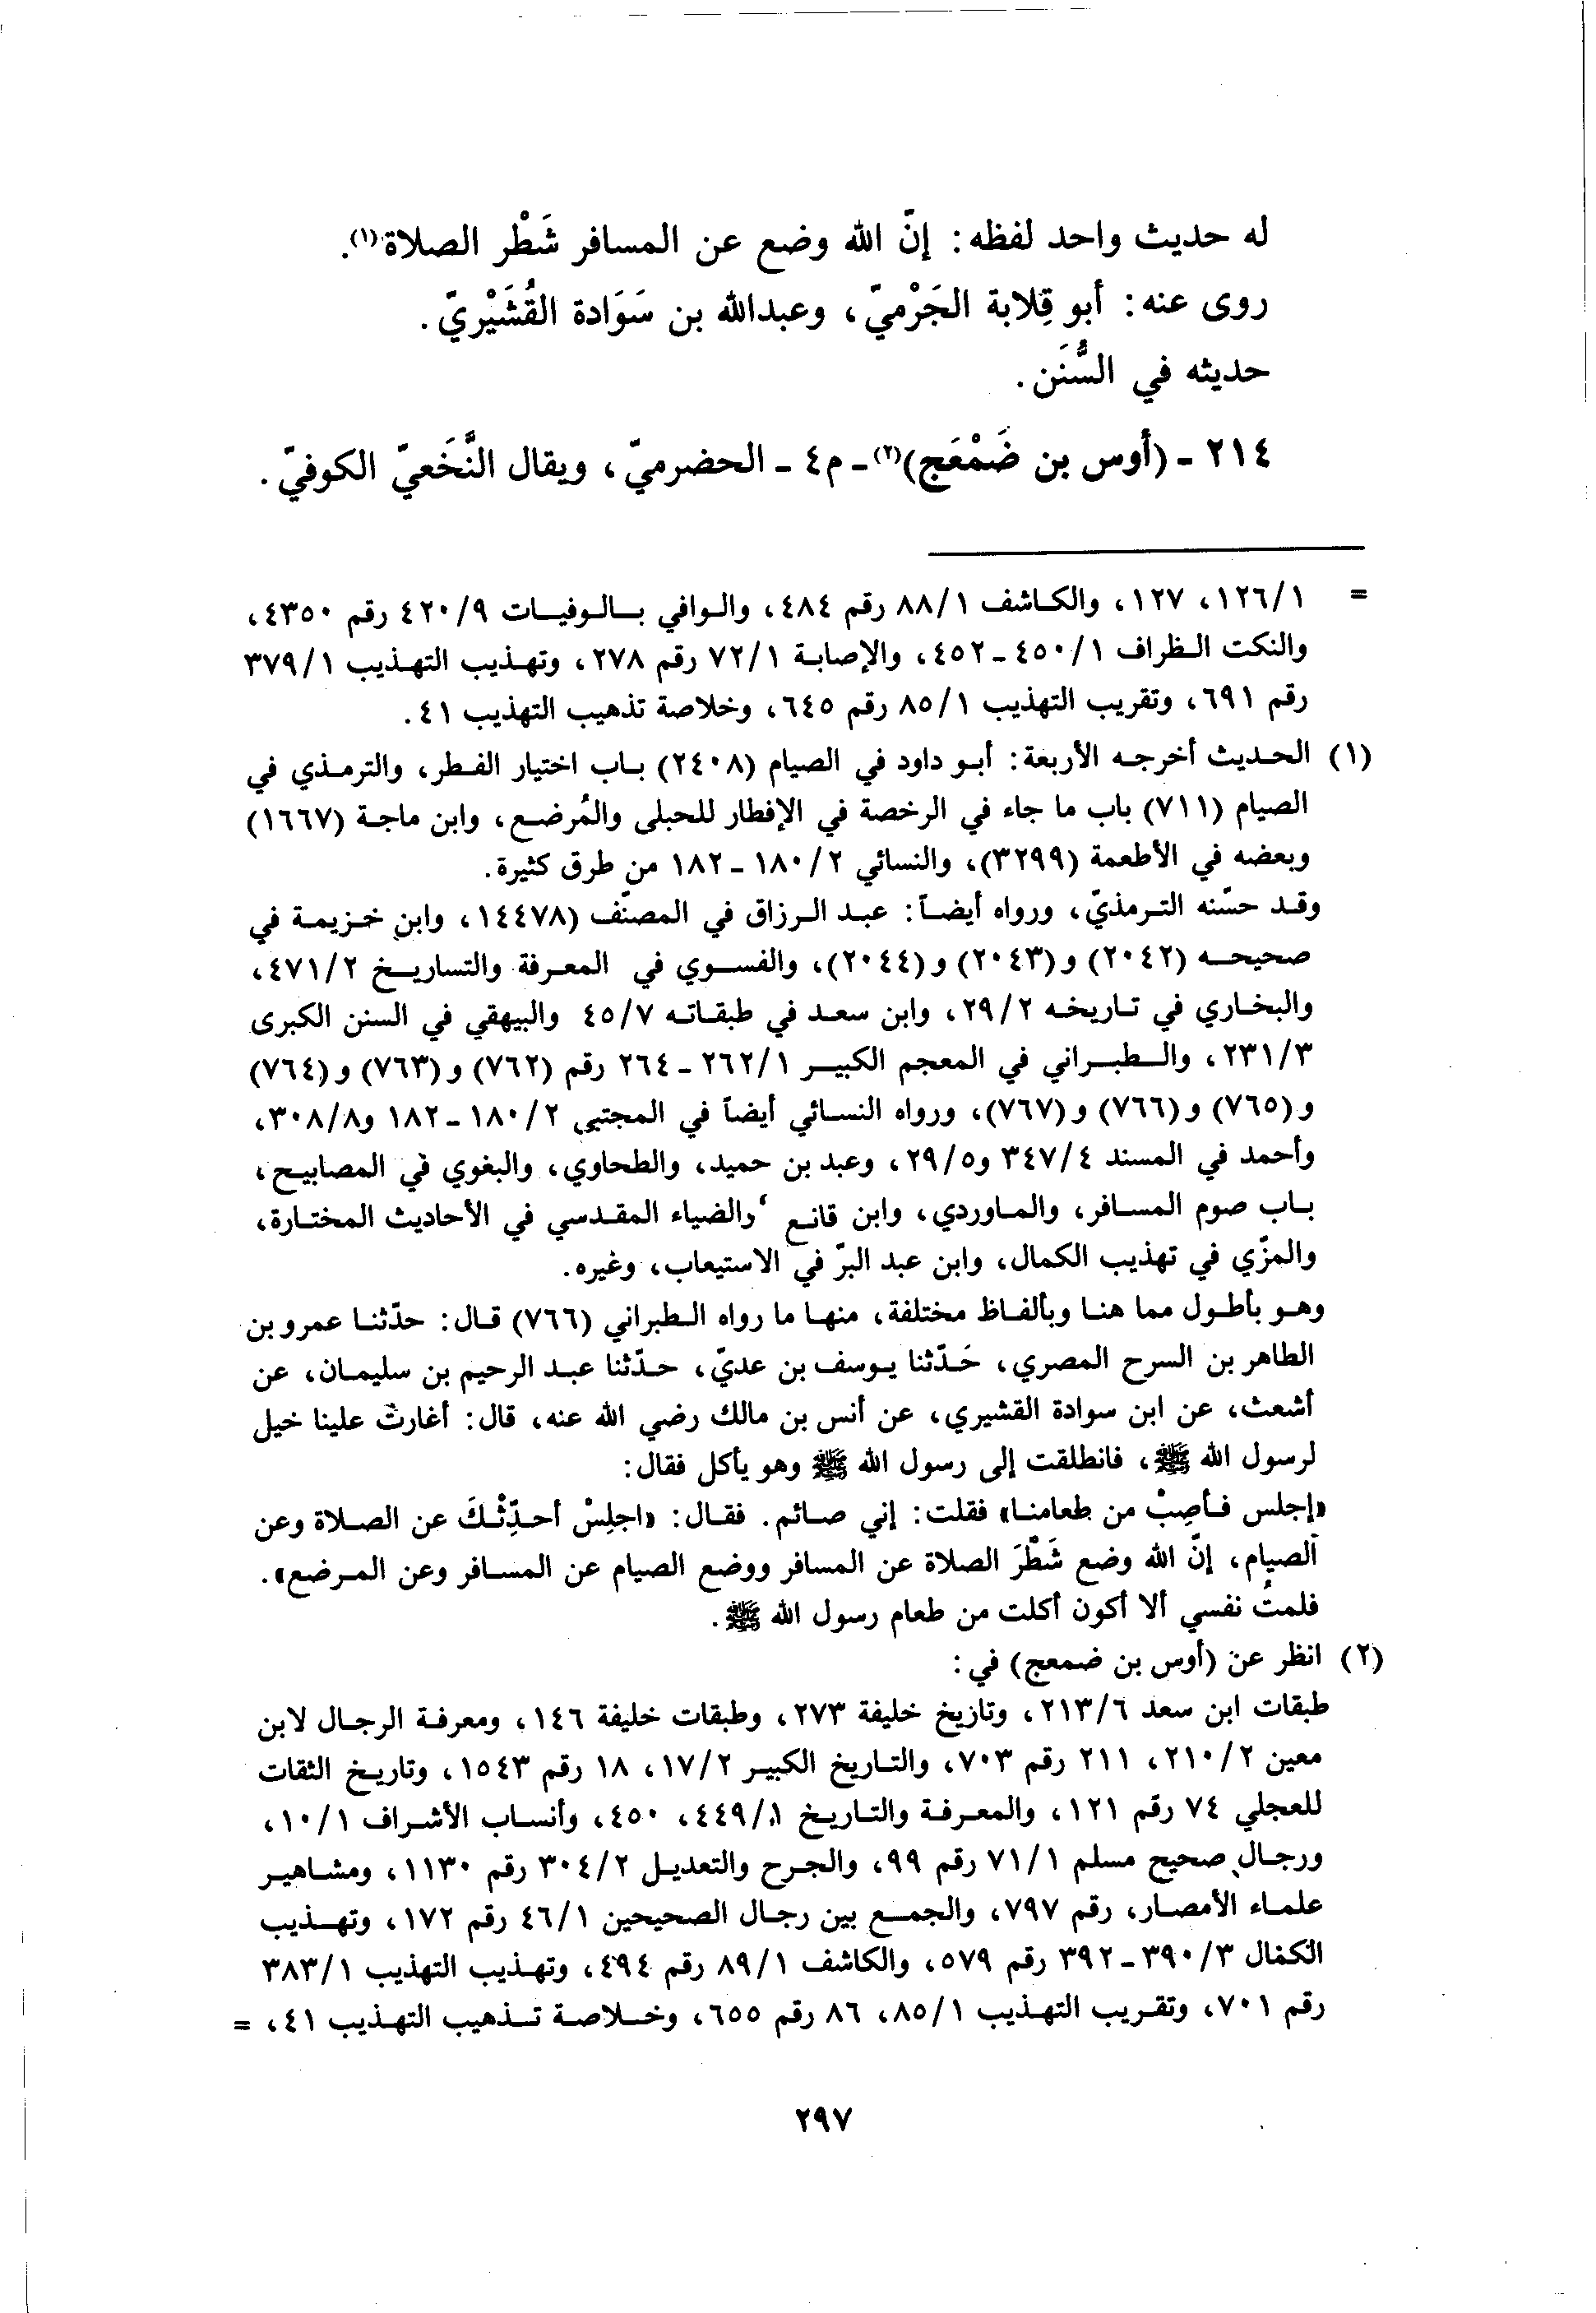 له حديث واحد لفظه: إنّ الله وضع عن المسافر شَطْر الصلاة(١).
روى عنه: أبو قِلابة الجَرْميّ، وعبدالله بن سَوَادة القُشَيْريّ.
حديثه في السُّنَن.
٢١٤ - (أوس بن ضَمْعَج)(٢) - م٤ - الحضرميّ، ويقال النَّخَعيّ الكوفيّ.
= ١٢٦/١، ١٢٧، والكاشف ٨٨/١ رقم ٤٨٤، والوافي بالوفيات ٤٢٠/٩ رقم ٤٣٥٠،
والنكت الظراف ٤٥٠/١ - ٤٥٢، والإصابة ٧٢/١ رقم ٢٧٨، وتهذيب التهذيب ٣٧٩/١
رقم ٦٩١، وتقريب التهذيب ٨٥/١ رقم ٦٤٥، وخلاصة تذهيب التهذيب ٤١.
(١) الحديث أخرجه الأربعة: أبو داود في الصيام (٢٤٠٨) باب اختيار الفطر، والترمذي في
الصيام (٧١١) باب ما جاء في الرخصة في الإفطار للحبلى والمُرضع، وابن ماجة (١٦٦٧)
وبعضه في الأطعمة (٣٢٩٩)، والنسائي ١٨٠/٢ - ١٨٢ من طرق كثيرة.
وقد حسّنه الترمذيّ، ورواه أيضاً: عبد الرزاق في المصنّف (١٤٤٧٨، وابن خزيمة في
صحيحه (٢٠٤٢) و(٢٠٤٣) و(٢٠٤٤)، والفسوي في المعرفة والتساريخ ٤٧١/٢،
والبخاري في تاريخه ٢٩/٢، وابن سعد في طبقاته ٤٥/٧ والبيهقي في السنن الكبرى
٢٣١/٣، والطبراني في المعجم الكبير ٢٦٢/١ - ٢٦٤ رقم (٧٦٢) و(٧٦٣) و(٧٦٤)
و(٧٦٥) و(٧٦٦) و(٧٦٧)، ورواه النسائي أيضاً في المجتبى ١٨٠/٢ - ١٨٢ و٣٠٨/٨،
وأحمد في المسند ٣٤٧/٤ و٢٩/٥، وعبد بن حميد، والطحاوي، والبغوي في المصابيح،
باب صوم المسافر، والماوردي، وابن قانع، والضياء المقدسي في الأحاديث المختارة،
والمزّي في تهذيب الكمال، وابن عبد البرّ في الاستيعاب، وغيره.
وهو بأطول مما هنا وبألفاظ مختلفة، منها ما رواه الطبراني (٧٦٦) قال: حدّثنا عمرو بن
الطاهر بن السرح المصري، حَدّثنا يوسف بن عديّ، حدّثنا عبد الرحيم بن سليمان، عن
أشعث، عن ابن سوادة القشيري، عن أنس بن مالك رضي الله عنه، قال: أغارتْ علينا خيل
لرسول الله ﷺ، فانطلقت إلى رسول الله ﷺ وهو يأكل فقال:
«إجلس فأصِبْ من طعامنا» فقلت: إني صائم. فقال: «اجلِسْ أحدِّثْكَ عن الصلاة وعن
الصيام، إنّ الله وضع شَطْرَ الصلاة عن المسافر ووضع الصيام عن المسافر وعن المرضع».
فلمتُ نفسي ألا أكون أكلت من طعام رسول الله ﷺ.
(٢) انظر عن (أوس بن ضمعج) في:
طبقات ابن سعد ٢١٣/٦، وتاريخ خليفة ٢٧٣، وطبقات خليفة ١٤٦، ومعرفة الرجال لابن
معين ٢١٠/٢، ٢١١ رقم ٧٠٣، والتاريخ الكبير ١٧/٢، ١٨ رقم ١٥٤٣، وتاريخ الثقات
للعجلي ٧٤ رقم ١٢١، والمعرفة والتاريخ ٤٤٩/١، ٤٥٠، وأنساب الأشراف ١٠/١،
ورجال صحيح مسلم ٧١/١ رقم ٩٩، والجرح والتعديل ٣٠٤/٢ رقم ١١٣٠، ومشاهير
علماء الأمصار، رقم ٧٩٧، والجمع بين رجال الصحيحين ٤٦/١ رقم ١٧٢، وتهذيب
الكمال ٣٩٠/٣ - ٣٩٢ رقم ٥٧٩، والكاشف ٨٩/١ رقم ٤٩٤، وتهذيب التهذيب ٣٨٣/١
رقم ٧٠١، وتقريب التهذيب ٨٥/١، ٨٦ رقم ٦٥٥، وخلاصة تذهيب التهذيب ٤١، =
٢٩٧